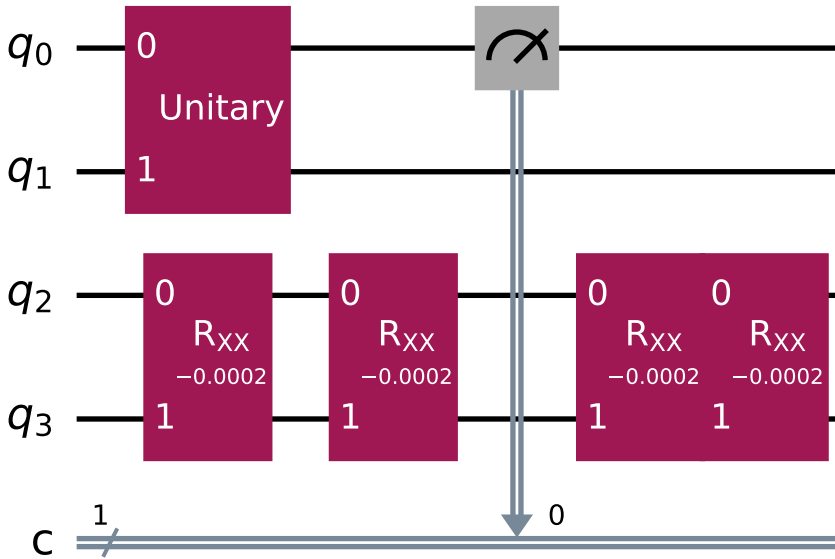 q0 0
Unitary
q1 1
q2 0 0 0 0
RXX RXX RXX RXX
−0.0002 −0.0002 −0.0002 −0.0002
q3 1 1 1 1
1 0
c